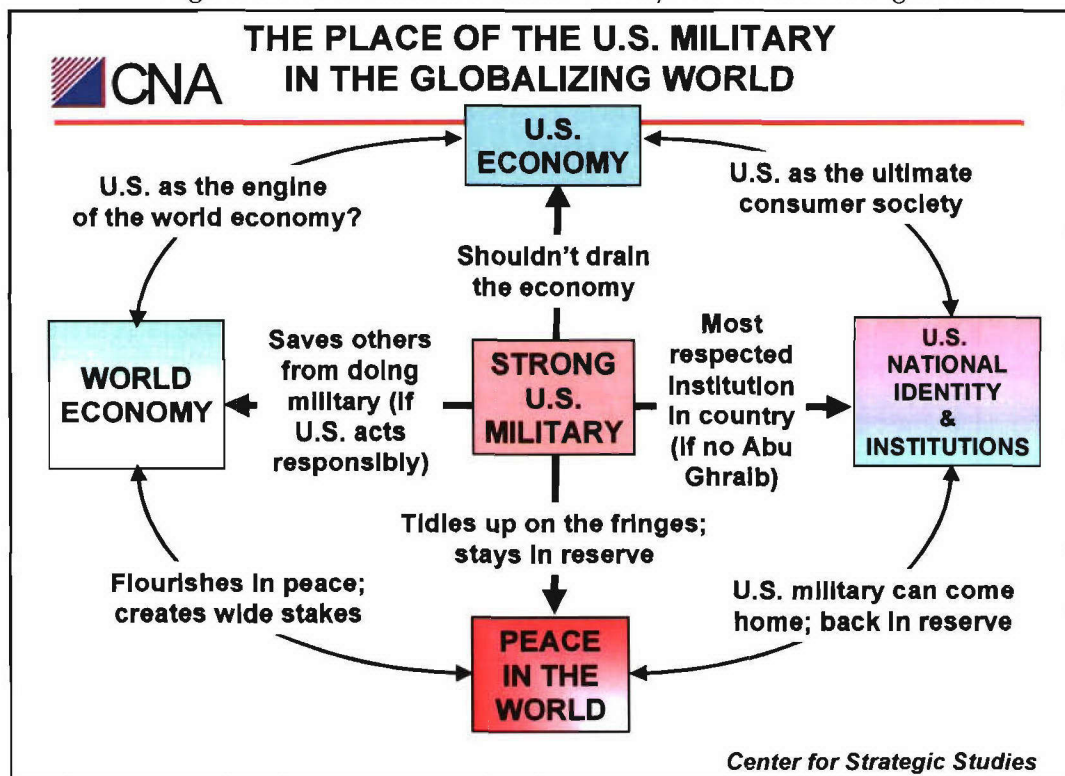 THE PLACE OF THE U.S. MILITARY
IN THE GLOBALIZING WORLD
CNA
U.S.
ECONOMY
U.S. as the engine
of the world economy?
U.S. as the ultimate
consumer society
Shouldn't drain
the economy
WORLD
ECONOMY
Saves others
from doing
military (if
U.S. acts
responsibly)
STRONG
U.S.
MILITARY
Most
respected
institution
in country
(if no Abu
Ghraib)
U.S.
NATIONAL
IDENTITY
&
INSTITUTIONS
Tidies up on the fringes;
stays in reserve
Flourishes in peace;
creates wide stakes
U.S. military can come
home; back in reserve
PEACE
IN THE
WORLD
Center for Strategic Studies